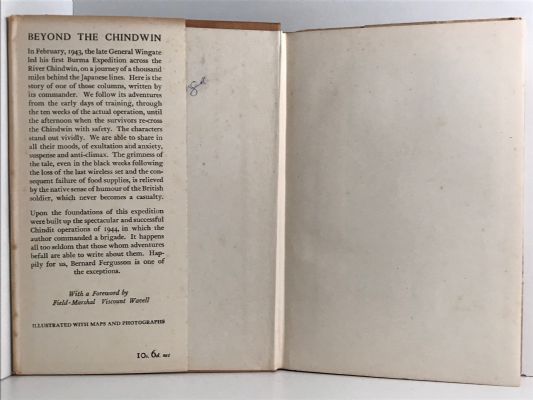 BEYOND THE CHINDWIN
In February, 1943, the late General Wingate
led his first Burma Expedition across the
River Chindwin, on a journey of a thousand
miles behind the Japanese lines. Here is the
story of one of those columns, written by
its commander. We follow its adventures
from the early days of training, through
the ten weeks of the actual operation, until
the afternoon when the survivors re-cross
the Chindwin with safety. The characters
stand out vividly. We are able to share in
all their moods, of exultation and anxiety,
suspense and anti-climax. The grimness of
the tale, even in the black weeks following
the loss of the last wireless set and the con-
sequent failure of food supplies, is relieved
by the native sense of humour of the British
soldier, which never becomes a casualty.
Upon the foundations of this expedition
were built up the spectacular and successful
Chindit operations of 1944, in which the
author commanded a brigade. It happens
all too seldom that those whom adventures
befall are able to write about them. Hap-
pily for us, Bernard Fergusson is one of
the exceptions.
With a Foreword by
Field-Marshal Viscount Wavell
ILLUSTRATED WITH MAPS AND PHOTOGRAPHS
10s. 6d. net